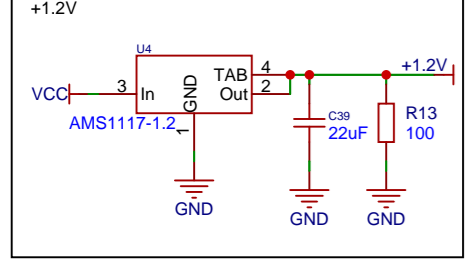 +1.2V
U4
TAB 4 +1.2V
VCC 3 In GND Out 2
AMS1117-1.2
1
C39
22uF
R13
100
GND
GND
GND